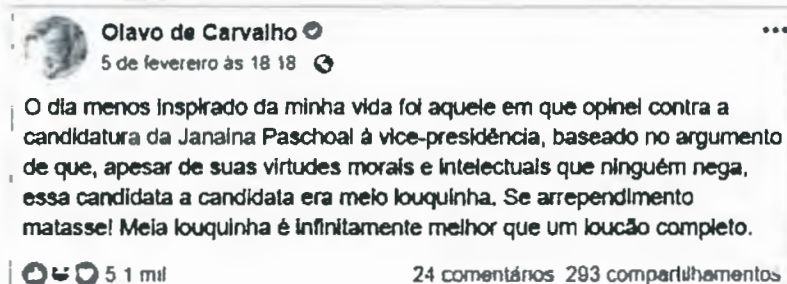 Olavo de Carvalho
5 de fevereiro às 18 18
O dia menos inspirado da minha vida foi aquele em que opinei contra a
candidatura da Janaina Paschoal à vice-presidência, baseado no argumento
de que, apesar de suas virtudes morais e intelectuais que ninguém nega,
essa candidata a candidata era meio louquinha. Se arrependimento
matasse! Meia louquinha é infinitamente melhor que um loucão completo.
5 1 mil
24 comentários 293 compartilhamentos